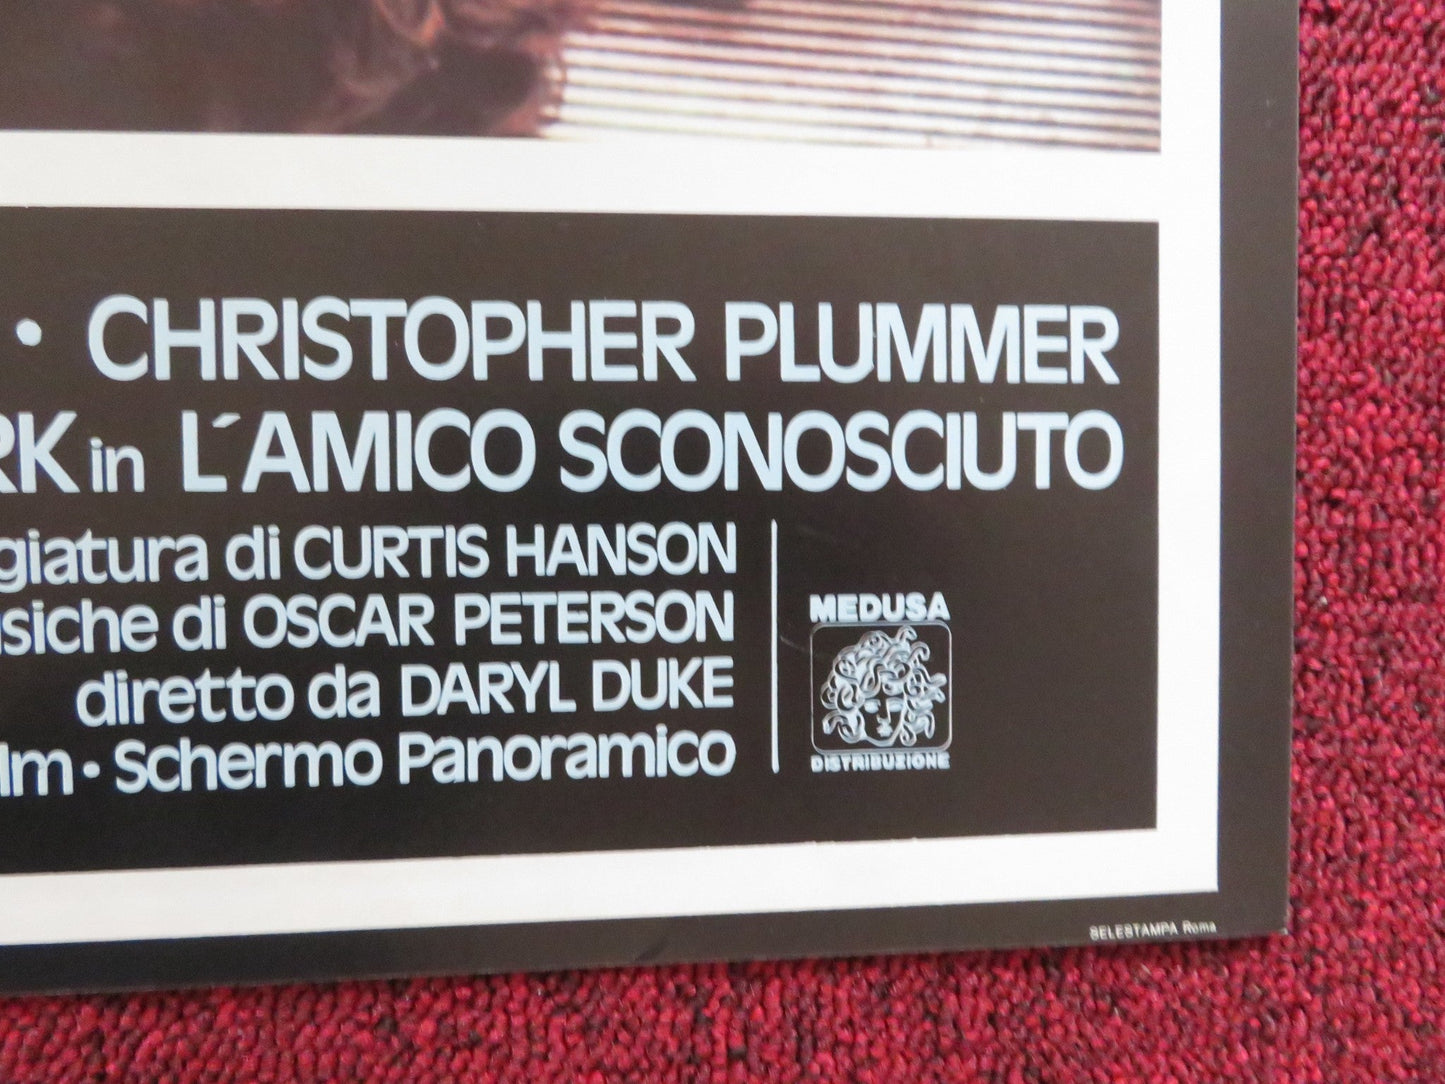 · CHRISTOPHER PLUMMER
RK in L'AMICO SCONOSCIUTO
giatura di CURTIS HANSON
siche di OSCAR PETERSON
diretto da DARYL DUKE
lm · Schermo Panoramico
MEDUSA
DISTRIBUZIONE
SELESTAMPA Roma